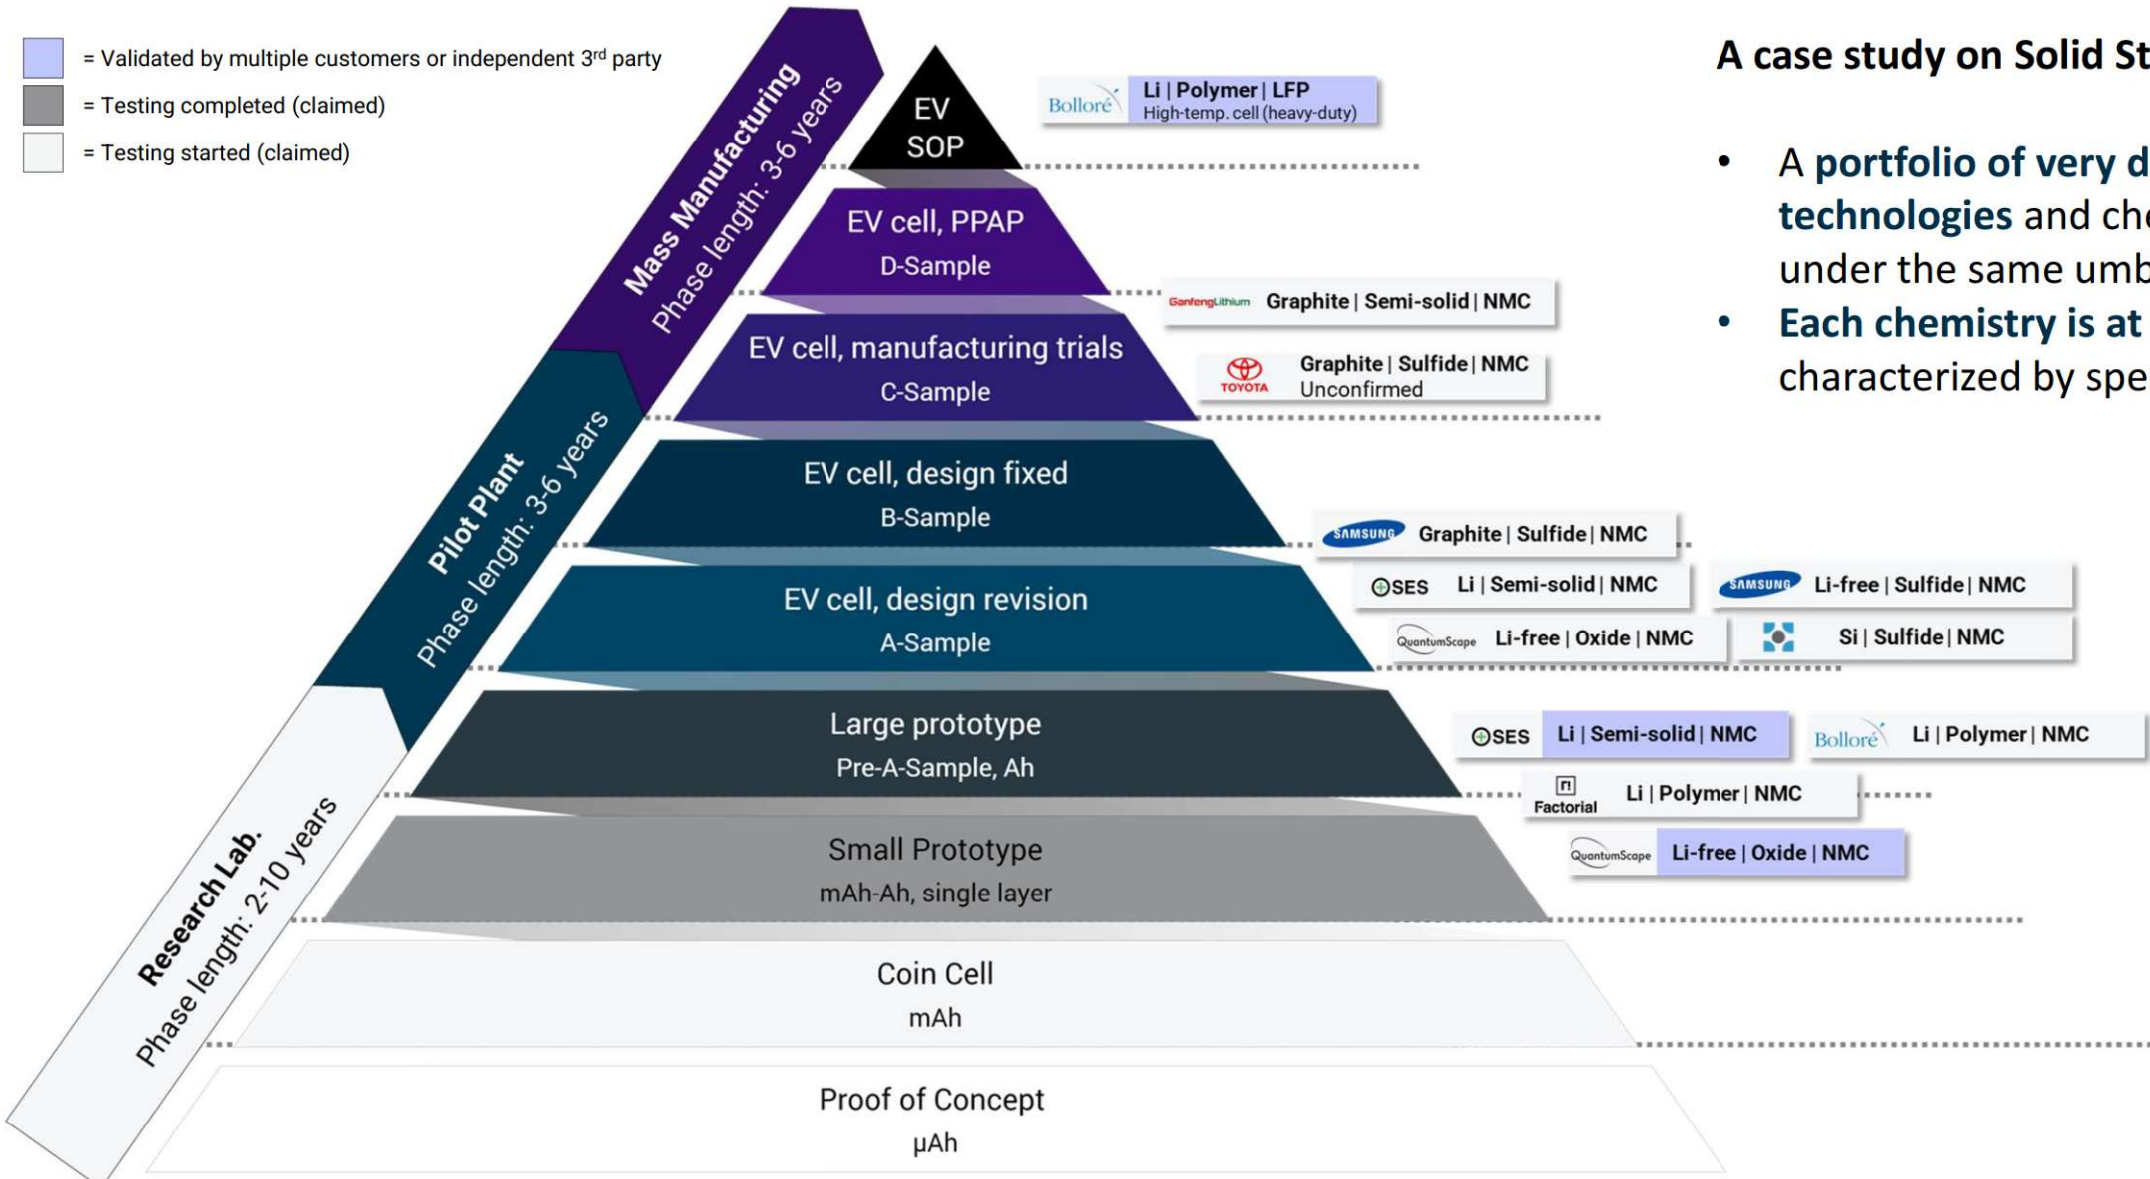 = Validated by multiple customers or independent 3rd party
= Testing completed (claimed)
= Testing started (claimed)
Mass Manufacturing
Phase length: 3-6 years
Pilot Plant
Phase length: 3-6 years
Research Lab.
Phase length: 2-10 years
EV
SOP
EV cell, PPAP
D-Sample
EV cell, manufacturing trials
C-Sample
EV cell, design fixed
B-Sample
EV cell, design revision
A-Sample
Large prototype
Pre-A-Sample, Ah
Small Prototype
mAh-Ah, single layer
Coin Cell
mAh
Proof of Concept
µAh
Bolloré Li | Polymer | LFP
High-temp. cell (heavy-duty)
GanfengLithium Graphite | Semi-solid | NMC
TOYOTA Graphite | Sulfide | NMC
Unconfirmed
SAMSUNG Graphite | Sulfide | NMC
SES Li | Semi-solid | NMC
SAMSUNG Li-free | Sulfide | NMC
QuantumScape Li-free | Oxide | NMC
Si | Sulfide | NMC
SES Li | Semi-solid | NMC
Bolloré Li | Polymer | NMC
Factorial Li | Polymer | NMC
QuantumScape Li-free | Oxide | NMC
A case study on Solid St
• A portfolio of very d
technologies and che
under the same umb
• Each chemistry is at
characterized by spe